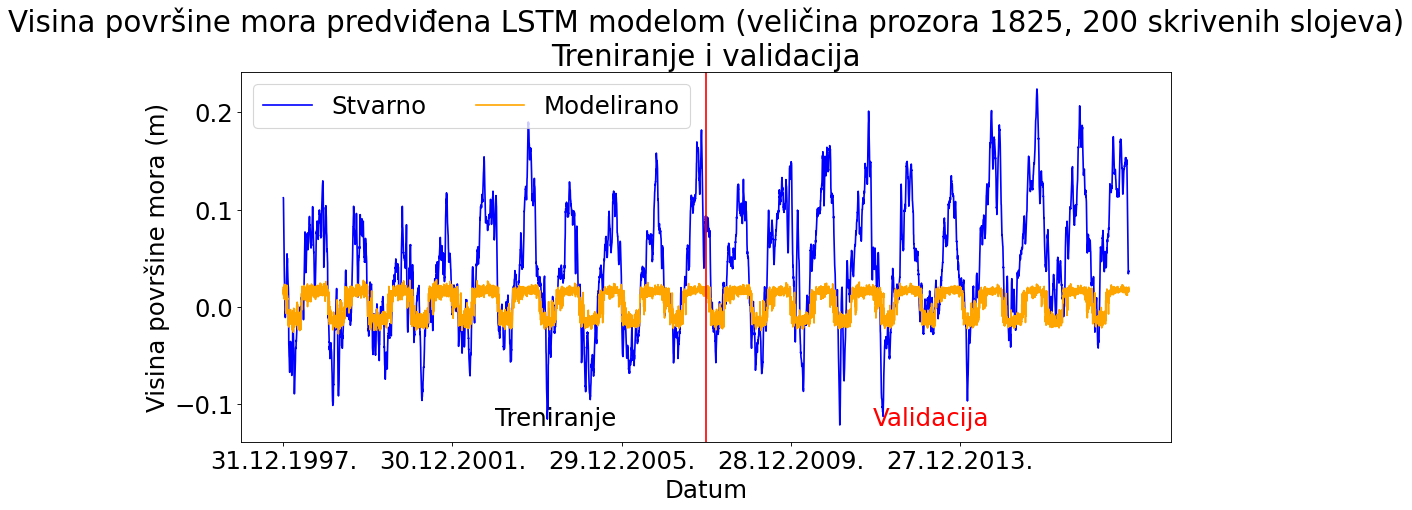 Visina površine mora predviđena LSTM modelom (veličina prozora 1825, 200 skrivenih slojeva)
Treniranje i validacija
Stvarno Modelirano
Visina površine mora (m)
0.2
0.1
0.0
−0.1
Treniranje Validacija
31.12.1997. 30.12.2001. 29.12.2005. 28.12.2009. 27.12.2013.
Datum